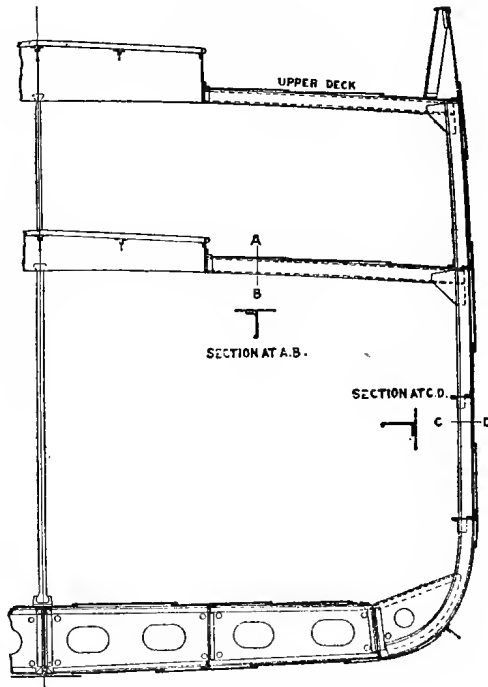 UPPER DECK
A
B
SECTION AT A.B.
SECTION AT C.D.
C D